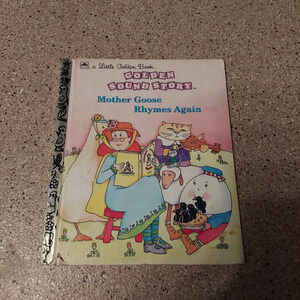 a Little Golden Book
GOLDEN
SOUND STORY
Mother Goose
Rhymes Again